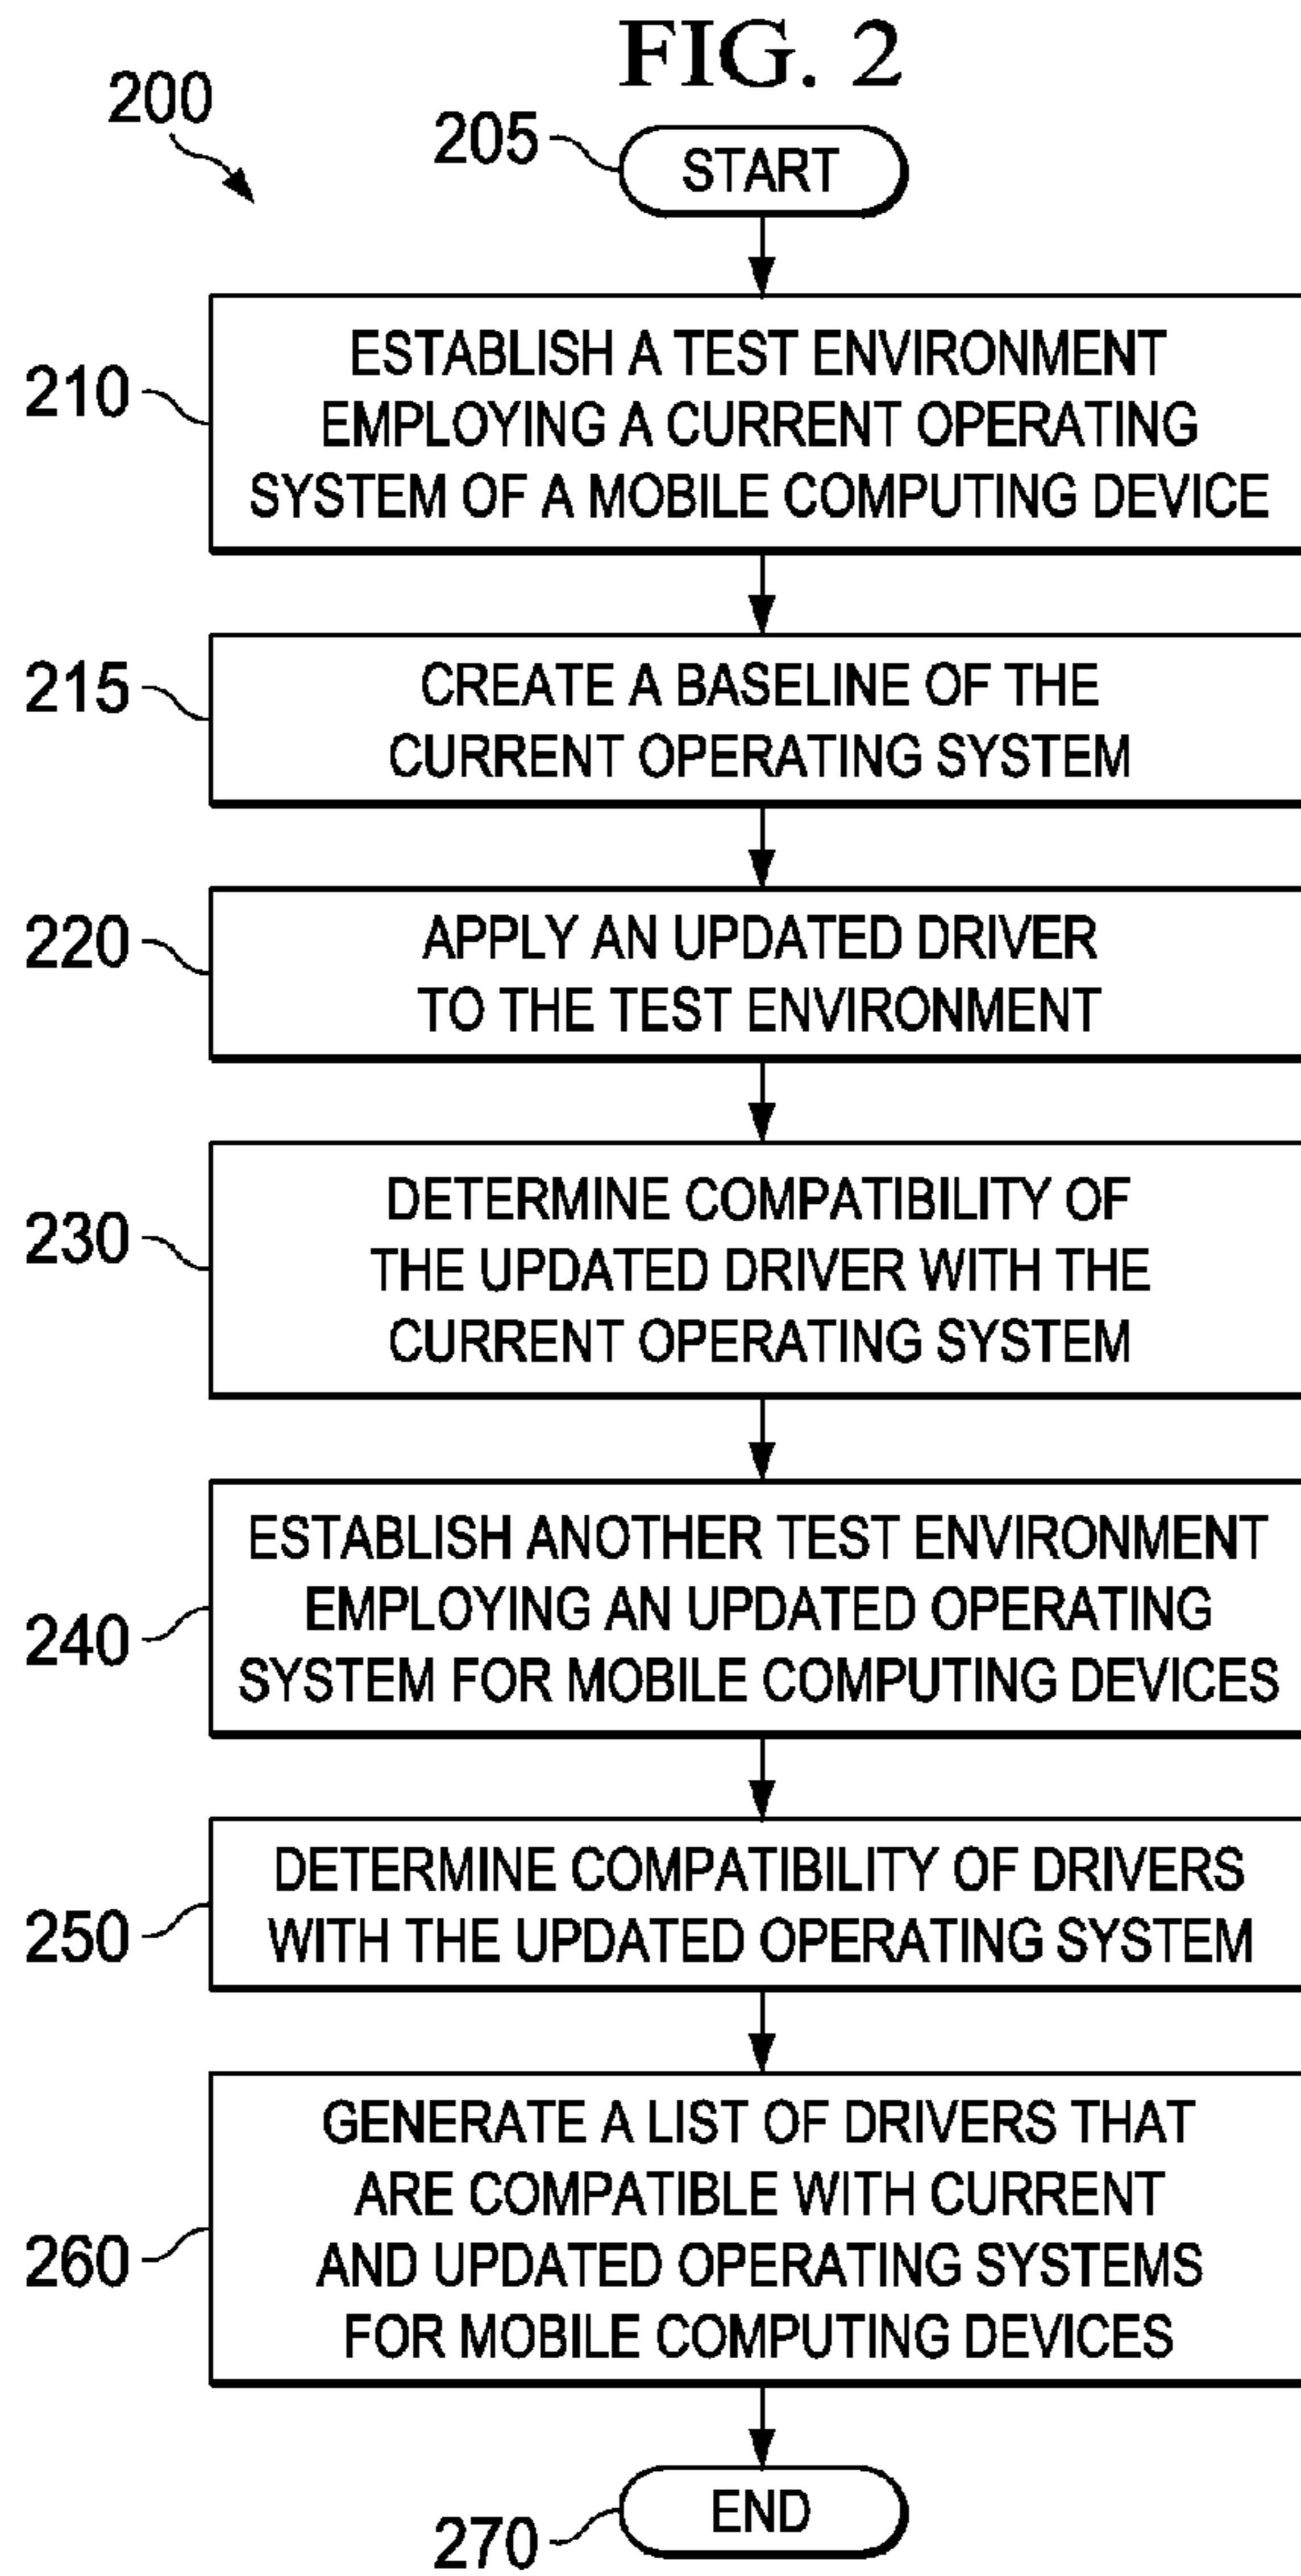 FIG. 2
200
205
START
210
ESTABLISH A TEST ENVIRONMENT
EMPLOYING A CURRENT OPERATING
SYSTEM OF A MOBILE COMPUTING DEVICE
215
CREATE A BASELINE OF THE
CURRENT OPERATING SYSTEM
220
APPLY AN UPDATED DRIVER
TO THE TEST ENVIRONMENT
230
DETERMINE COMPATIBILITY OF
THE UPDATED DRIVER WITH THE
CURRENT OPERATING SYSTEM
240
ESTABLISH ANOTHER TEST ENVIRONMENT
EMPLOYING AN UPDATED OPERATING
SYSTEM FOR MOBILE COMPUTING DEVICES
250
DETERMINE COMPATIBILITY OF DRIVERS
WITH THE UPDATED OPERATING SYSTEM
260
GENERATE A LIST OF DRIVERS THAT
ARE COMPATIBLE WITH CURRENT
AND UPDATED OPERATING SYSTEMS
FOR MOBILE COMPUTING DEVICES
270
END